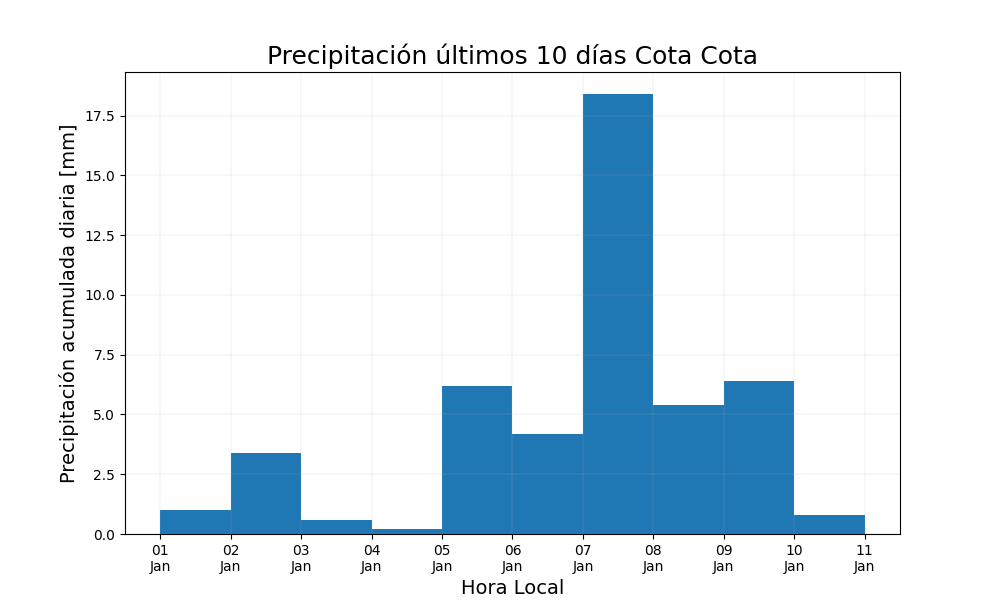 Precipitación últimos 10 días Cota Cota
Precipitación acumulada diaria [mm]
17.5
15.0
12.5
10.0
7.5
5.0
2.5
0.0
01 02 03 04 05 06 07 08 09 10 11
Jan Jan Jan Jan Jan Jan Jan Jan Jan Jan Jan
Hora Local